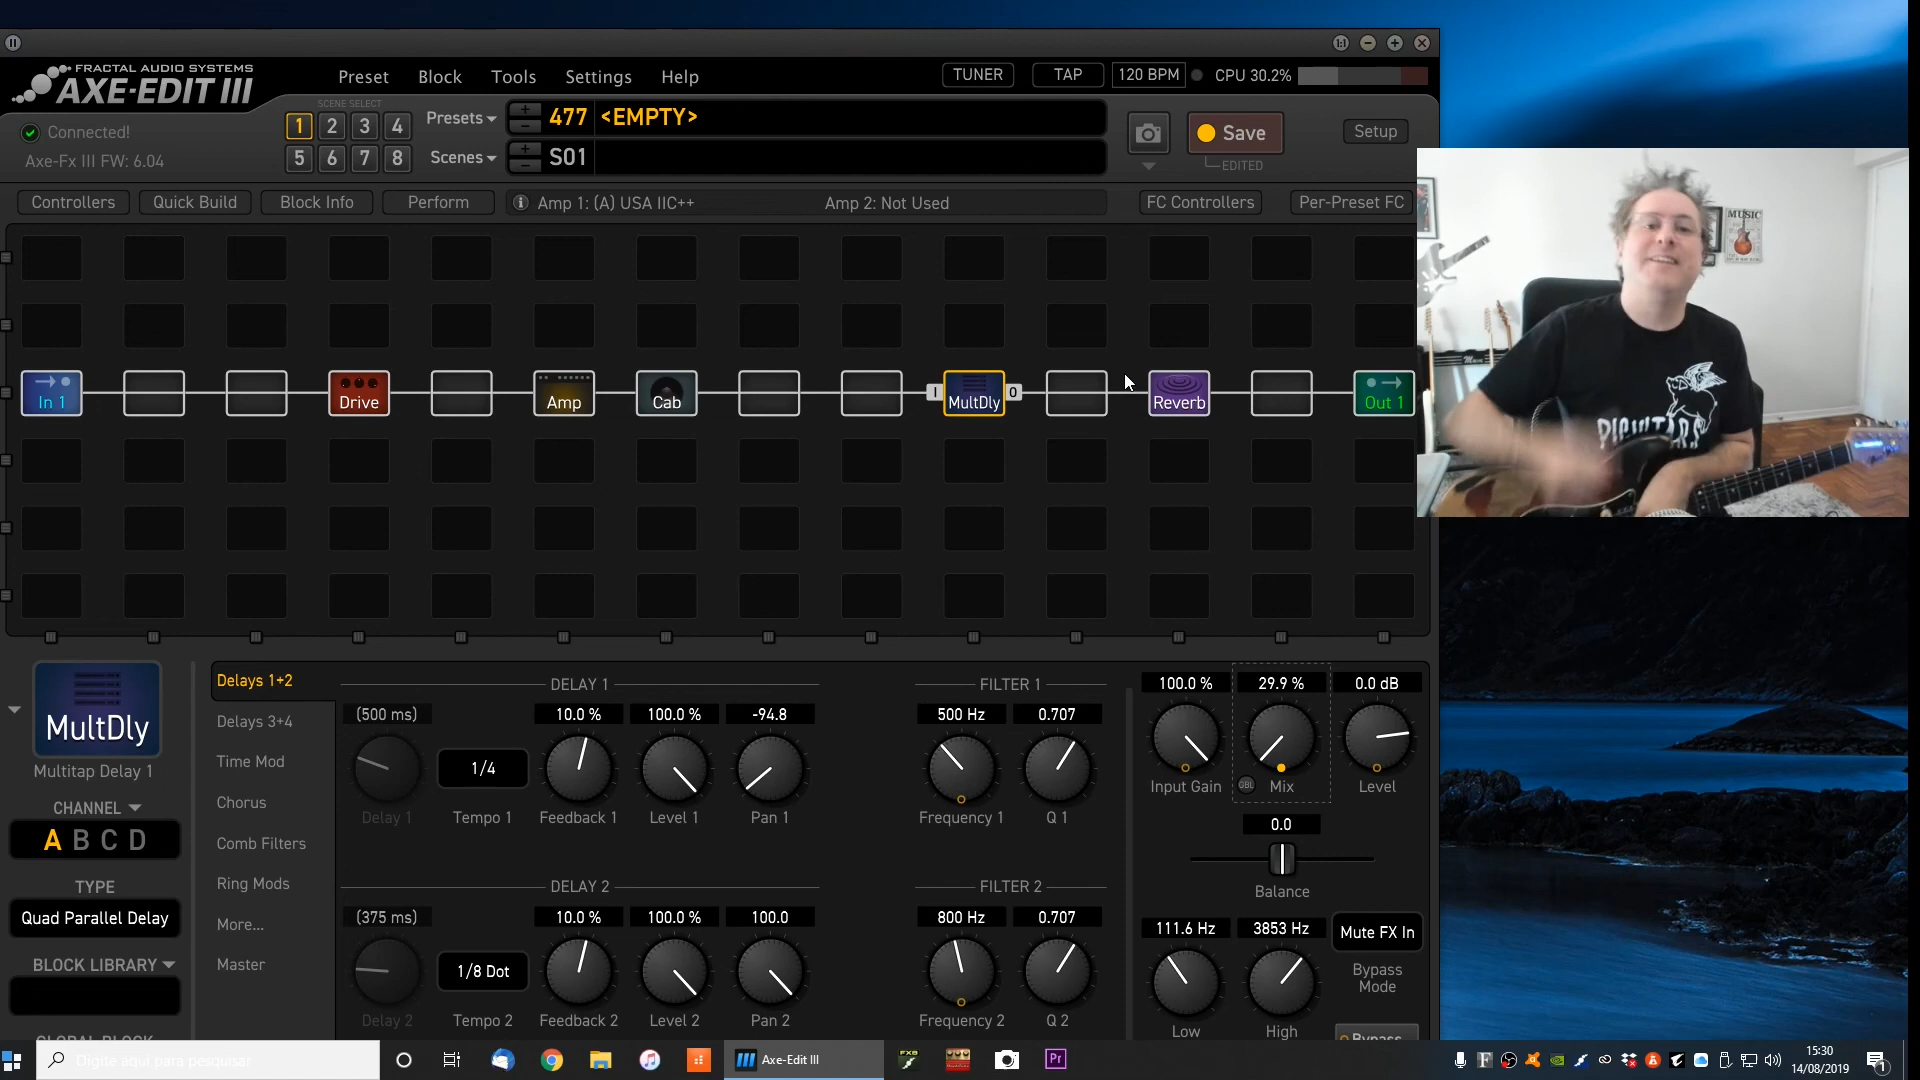 FRACTAL AUDIO SYSTEMS
AXE-EDIT III
Preset Block Tools Settings Help
TUNER TAP 120 BPM CPU 30.2%
SCENE SELECT
1 2 3 4
5 6 7 8
Presets 477 <EMPTY>
Scenes S01
Save
EDITED
Setup
Connected!
Axe-Fx III FW: 6.04
Controllers Quick Build Block Info Perform
Amp 1: (A) USA IIC++ Amp 2: Not Used
FC Controllers Per-Preset FC
MUSIC
In 1 Drive Amp Cab I MultDly O Reverb Out 1
MultDly
Multitap Delay 1
CHANNEL
A B C D
TYPE
Quad Parallel Delay
BLOCK LIBRARY
Delays 1+2
Delays 3+4
Time Mod
Chorus
Comb Filters
Ring Mods
More...
Master
DELAY 1
(500 ms) 10.0 % 100.0 % -94.8
1/4
Delay 1 Tempo 1 Feedback 1 Level 1 Pan 1
FILTER 1
500 Hz 0.707
Frequency 1 Q 1
DELAY 2
(375 ms) 10.0 % 100.0 % 100.0
1/8 Dot
Delay 2 Tempo 2 Feedback 2 Level 2 Pan 2
FILTER 2
800 Hz 0.707
Frequency 2 Q 2
100.0 % 29.9 % 0.0 dB
Input Gain GBL Mix Level
0.0
Balance
111.6 Hz 3853 Hz Mute FX In
Bypass
Mode
Low High
Digite aqui para pesquisar
Axe-Edit III
FXB
Pr
15:30
14/08/2019
1